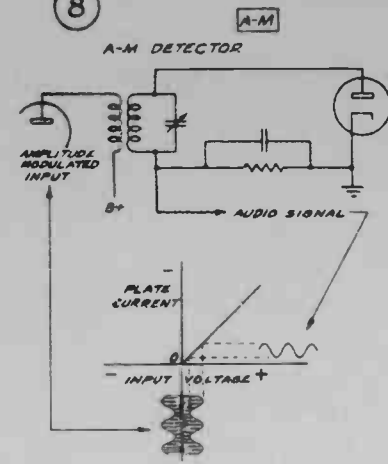 8
A-M
A-M DETECTOR
AMPLITUDE
MODULATED
INPUT
B+
AUDIO SIGNAL
-
PLATE
CURRENT
0
+
- INPUT VOLTAGE +